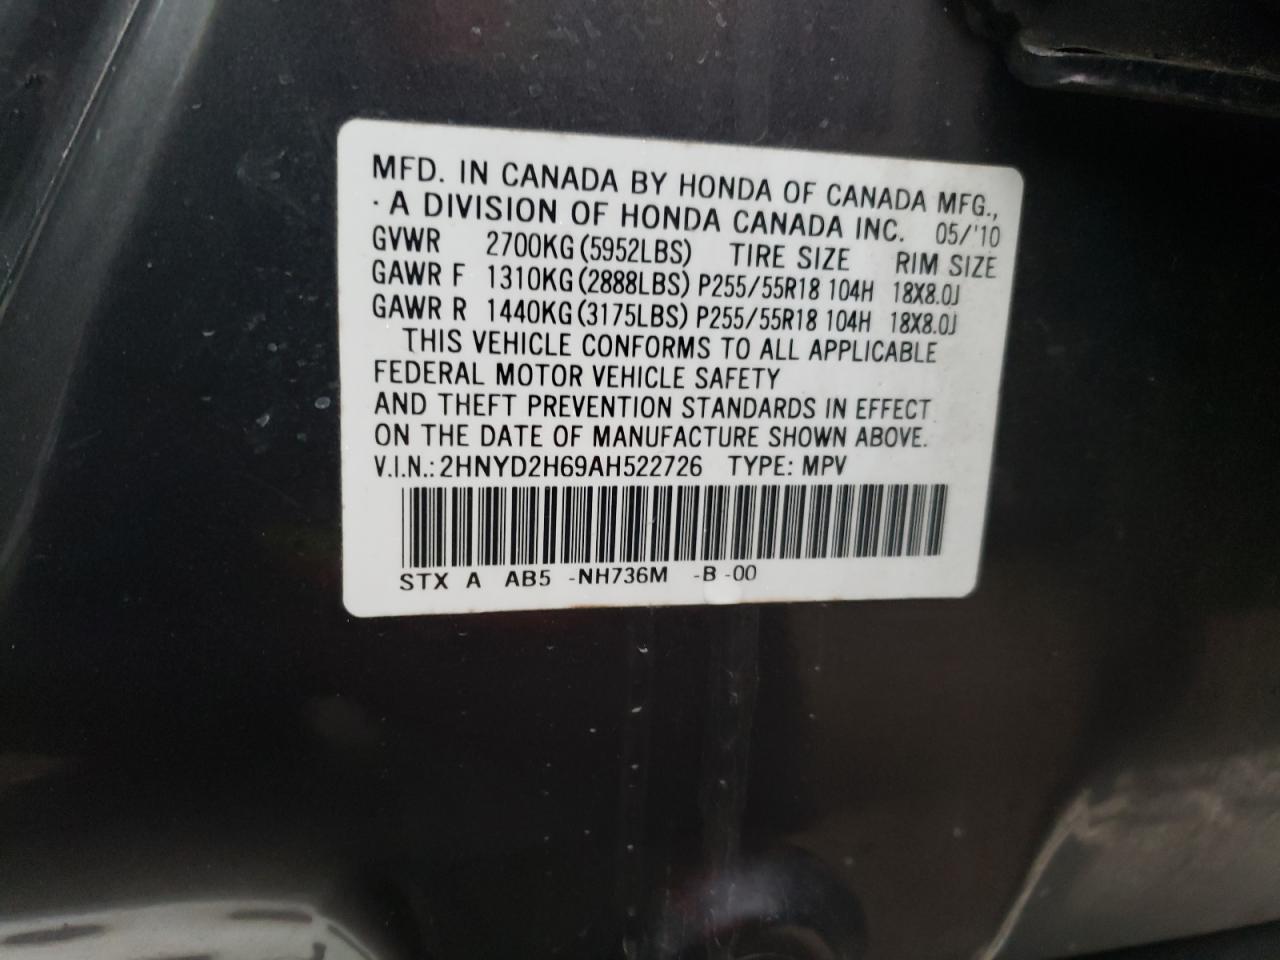 MFD. IN CANADA BY HONDA OF CANADA MFG.,
· A DIVISION OF HONDA CANADA INC. 05/'10
GVWR 2700KG (5952LBS) TIRE SIZE RIM SIZE
GAWR F 1310KG (2888LBS) P255/55R18 104H 18X8.0J
GAWR R 1440KG (3175LBS) P255/55R18 104H 18X8.0J
THIS VEHICLE CONFORMS TO ALL APPLICABLE
FEDERAL MOTOR VEHICLE SAFETY
AND THEFT PREVENTION STANDARDS IN EFFECT
ON THE DATE OF MANUFACTURE SHOWN ABOVE.
V.I.N.: 2HNYD2H69AH522726 TYPE: MPV
STX A AB5 -NH736M -B -00